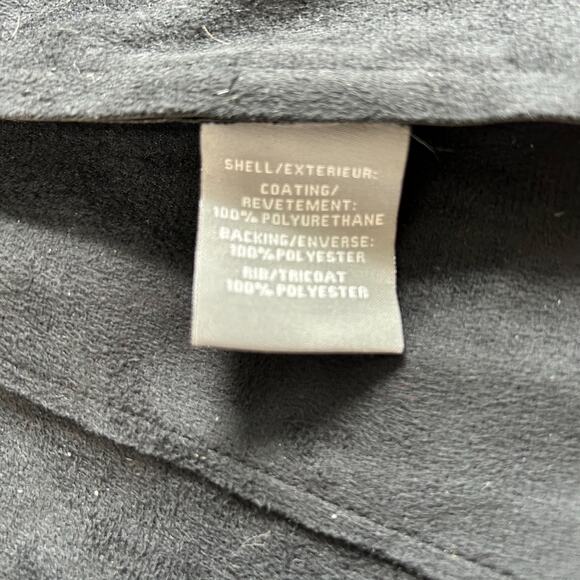 SHELL/EXTERIEUR:
COATING/
REVETEMENT:
100% POLYURETHANE
BACKING/ENVERSE:
100% POLYESTER
RIB/TRICOAT
100% POLYESTER